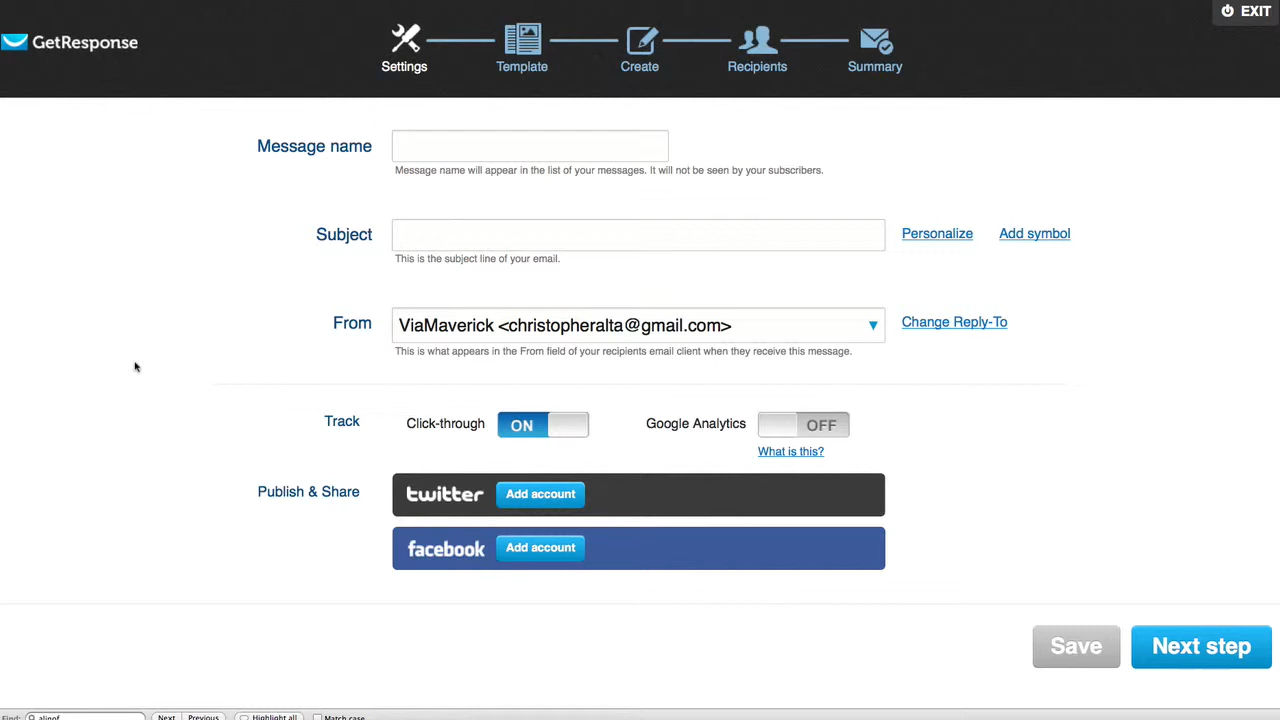 EXIT
GetResponse
Settings Template Create Recipients Summary
Message name
Message name will appear in the list of your messages. It will not be seen by your subscribers.
Subject Personalize Add symbol
This is the subject line of your email.
From ViaMaverick <christopheralta@gmail.com> Change Reply-To
This is what appears in the From field of your recipients email client when they receive this message.
Track Click-through ON Google Analytics OFF
What is this?
Publish & Share twitter Add account
facebook Add account
Save Next step
Find: alinof Next Previous Highlight all Match case